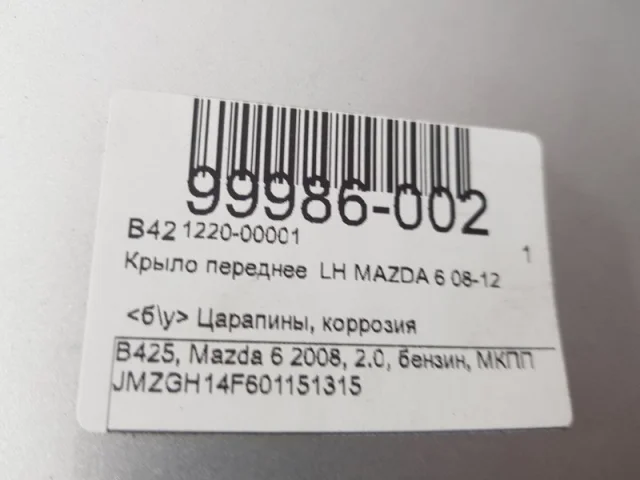 99986-002
B42 1220-00001
1
Крыло переднее LH MAZDA 6 08-12
<б\у> Царапины, коррозия
B425, Mazda 6 2008, 2.0, бензин, МКПП
JMZGH14F601151315